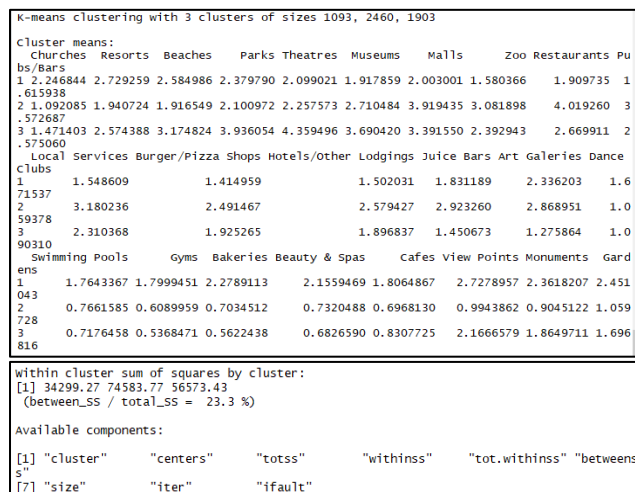 K-means clustering with 3 clusters of sizes 1093, 2460, 1903
Cluster means:
Churches Resorts Beaches Parks Theatres Museums Malls Zoo Restaurants Pu
bs/Bars
1 2.246844 2.729259 2.584986 2.379790 2.099021 1.917859 2.003001 1.580366 1.909735 1
.615938
2 1.092085 1.940724 1.916549 2.100972 2.257573 2.710484 3.919435 3.081898 4.019260 3
.572687
3 1.471403 2.574388 3.174824 3.936054 4.359496 3.690420 3.391550 2.392943 2.669911 2
.575060
Local Services Burger/Pizza Shops Hotels/Other Lodgings Juice Bars Art Galeries Dance
Clubs
1 1.548609 1.414959 1.502031 1.831189 2.336203 1.6
71537
2 3.180236 2.491467 2.579427 2.923260 2.868951 1.0
59378
3 2.310368 1.925265 1.896837 1.450673 1.275864 1.0
90310
Swimming Pools Gyms Bakeries Beauty & Spas Cafes View Points Monuments Gard
ens
1 1.7643367 1.7999451 2.2789113 2.1559469 1.8064867 2.7278957 2.3618207 2.451
043
2 0.7661585 0.6089959 0.7034512 0.7320488 0.6968130 0.9943862 0.9045122 1.059
728
3 0.7176458 0.5368471 0.5622438 0.6826590 0.8307725 2.1666579 1.8649711 1.696
816
within cluster sum of squares by cluster:
[1] 34299.27 74583.77 56573.43
(between_SS / total_SS = 23.3 %)
Available components:
[1] "cluster" "centers" "totss" "withinss" "tot.withinss" "betweens
s"
[7] "size" "iter" "ifault"